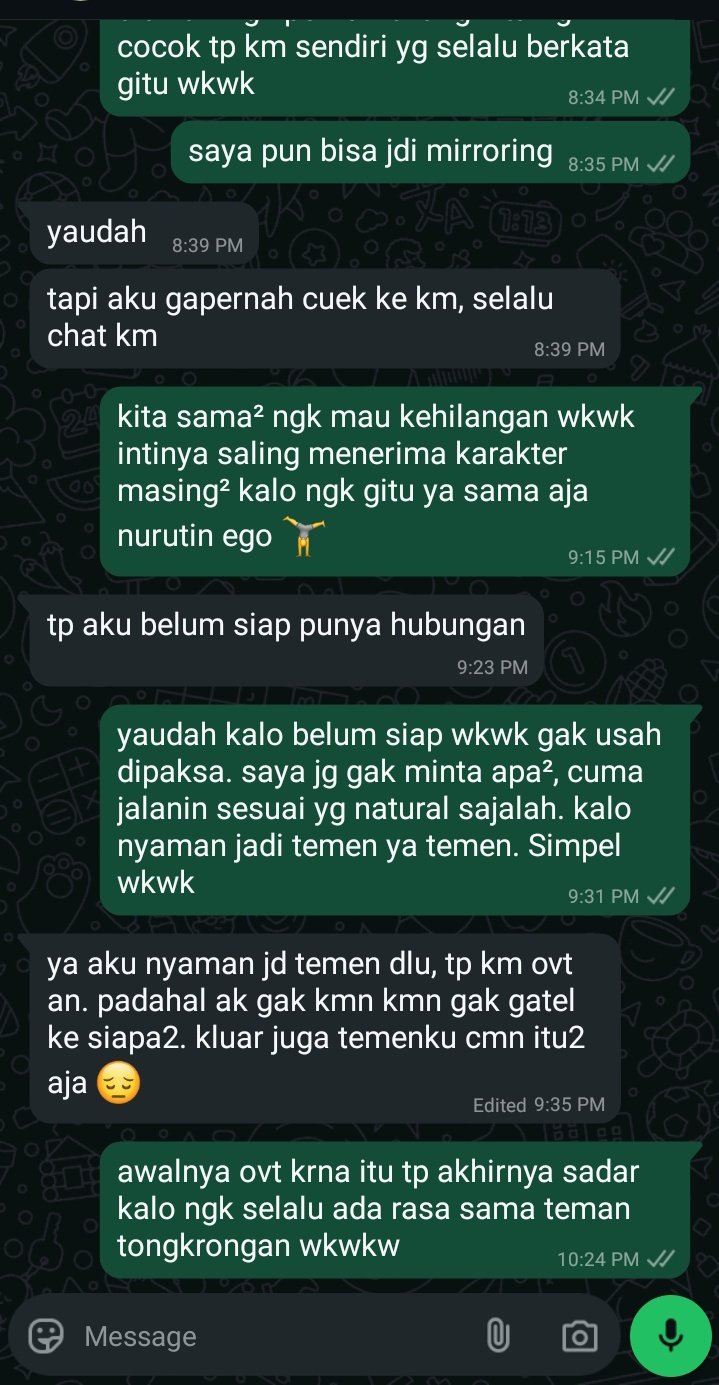 cocok tp km sendiri yg selalu berkata
gitu wkwk
8:34 PM
saya pun bisa jdi mirroring
8:35 PM
yaudah
8:39 PM
tapi aku gapernah cuek ke km, selalu
chat km
8:39 PM
kita sama² ngk mau kehilangan wkwk
intinya saling menerima karakter
masing² kalo ngk gitu ya sama aja
nurutin ego 🤸
9:15 PM
tp aku belum siap punya hubungan
9:23 PM
yaudah kalo belum siap wkwk gak usah
dipaksa. saya jg gak minta apa², cuma
jalanin sesuai yg natural sajalah. kalo
nyaman jadi temen ya temen. Simpel
wkwk
9:31 PM
ya aku nyaman jd temen dlu, tp km ovt
an. padahal ak gak kmn kmn gak gatel
ke siapa2. kluar juga temenku cmn itu2
aja 😔
Edited 9:35 PM
awalnya ovt krna itu tp akhirnya sadar
kalo ngk selalu ada rasa sama teman
tongkrongan wkwkw
10:24 PM
Message